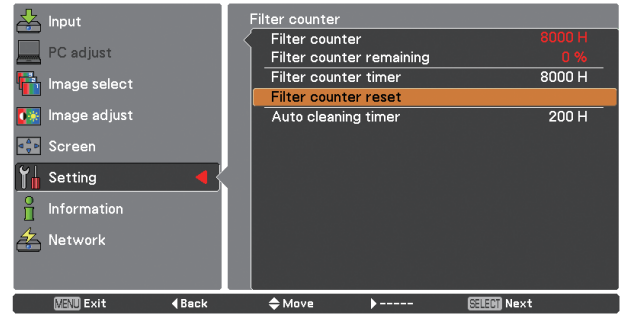 Input
PC adjust
Image select
Image adjust
Screen
Setting
Information
Network
Filter counter
Filter counter 8000 H
Filter counter remaining 0 %
Filter counter timer 8000 H
Filter counter reset
Auto cleaning timer 200 H
MENU Exit Back Move ----- SELECT Next